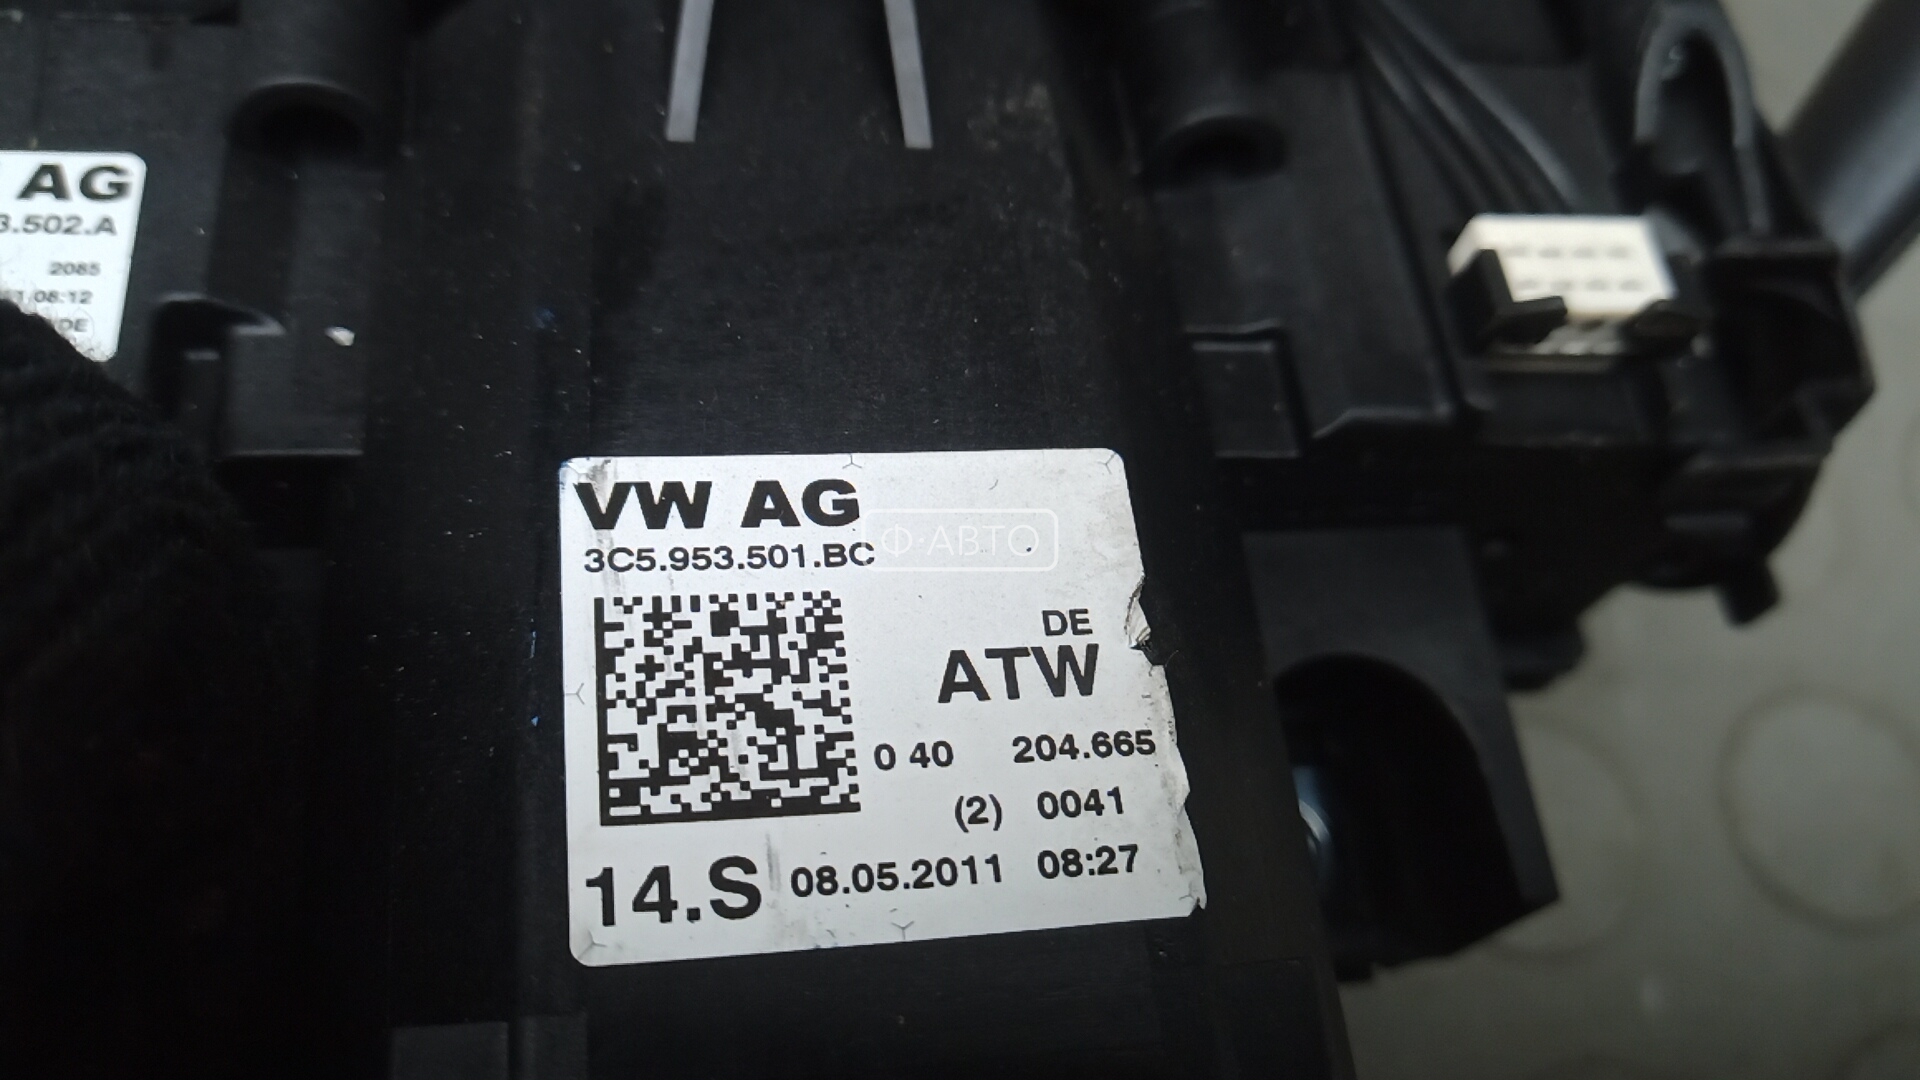 AG
3.502.A
2085
08:12
DE
VW AG
3C5.953.501.BC
Ф·АВТО
DE
ATW
0 40 204.665
(2) 0041
14.S 08.05.2011 08:27